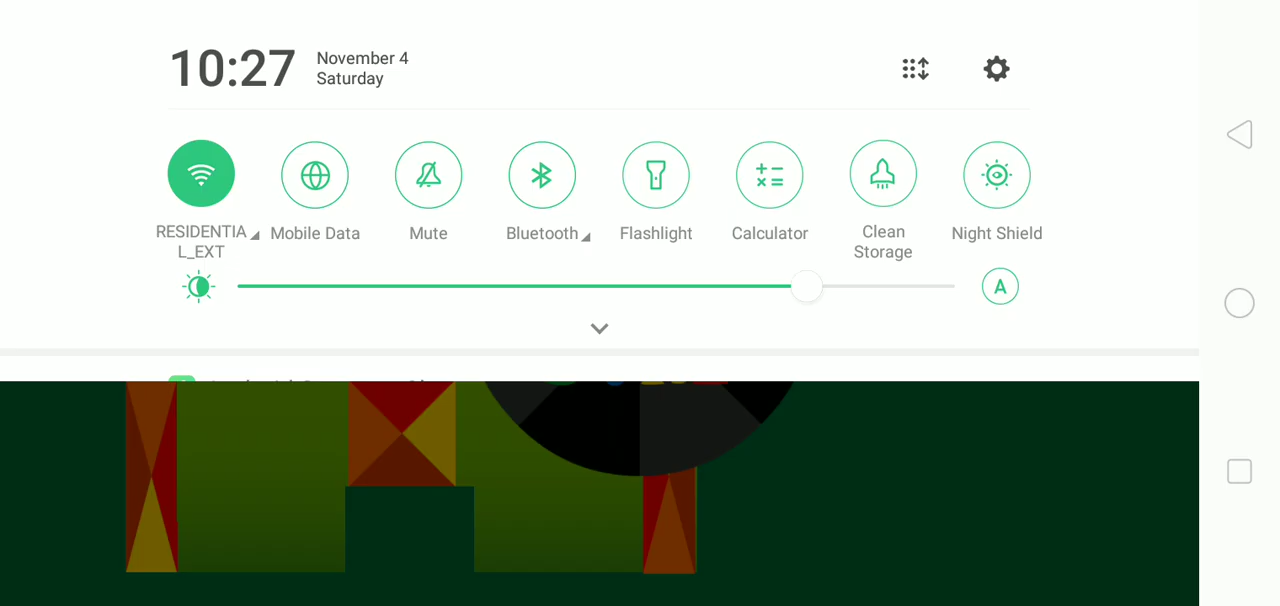 10:27
November 4
Saturday
RESIDENTIA
L_EXT
Mobile Data
Mute
Bluetooth
Flashlight
Calculator
Clean
Storage
Night Shield
A